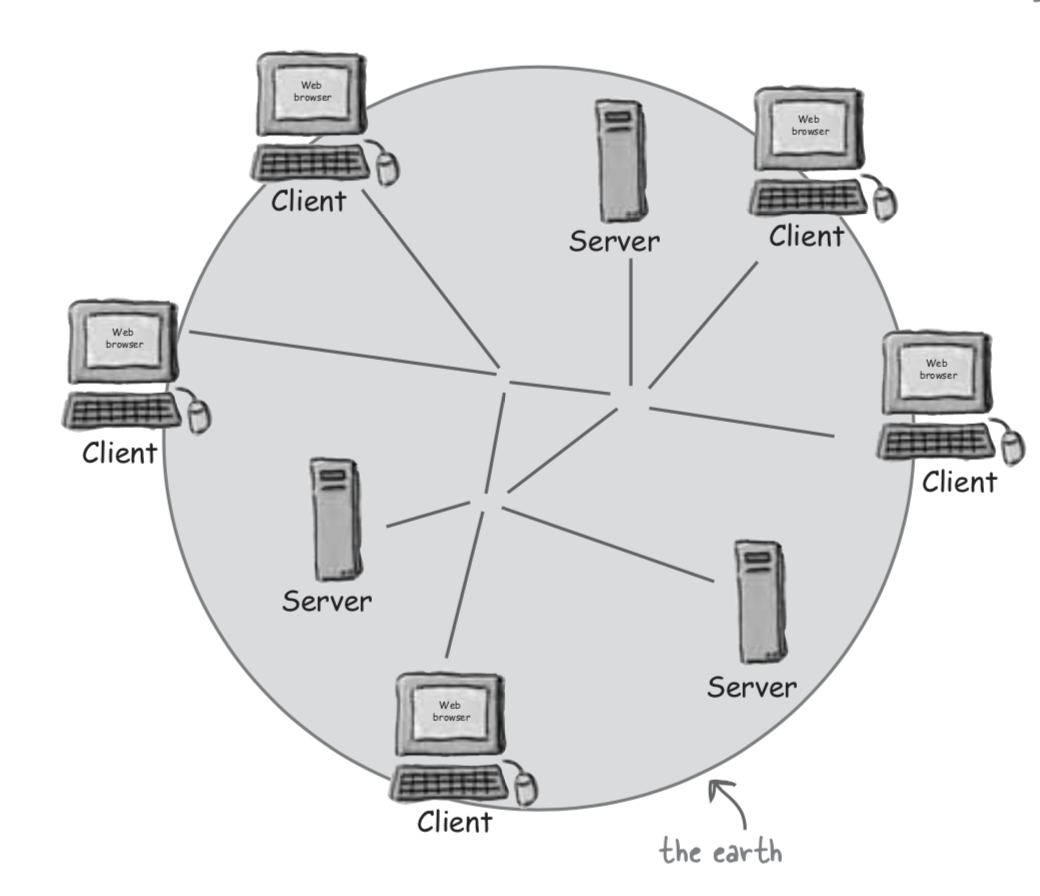 Web
browser
Client
Server
Web
browser
Client
Web
browser
Client
Web
browser
Client
Server
Server
Web
browser
Client
the earth